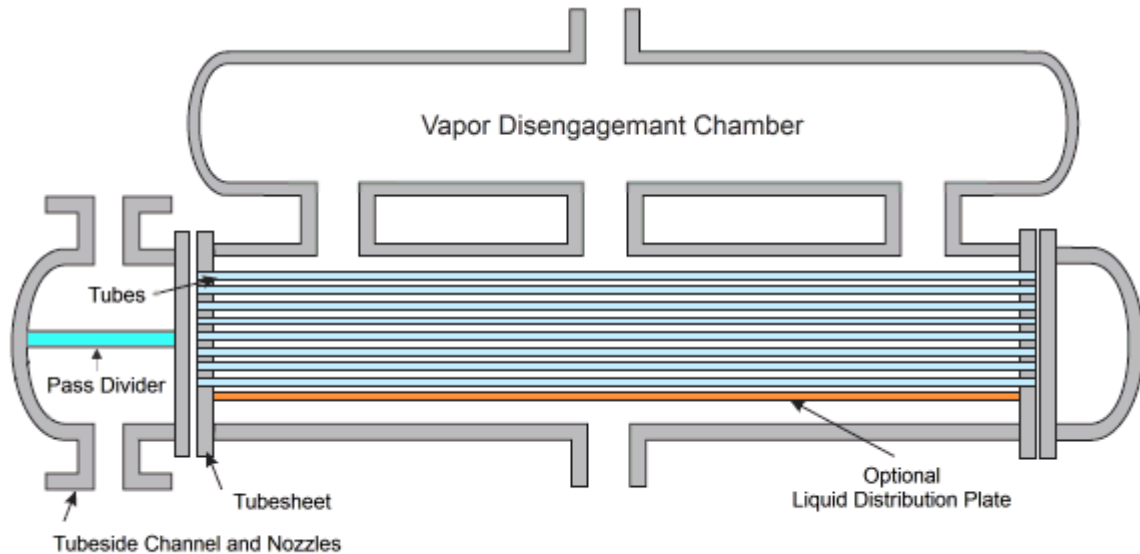 Vapor Disengagemant Chamber
Tubes
Pass Divider
Tubesheet
Optional
Liquid Distribution Plate
Tubeside Channel and Nozzles